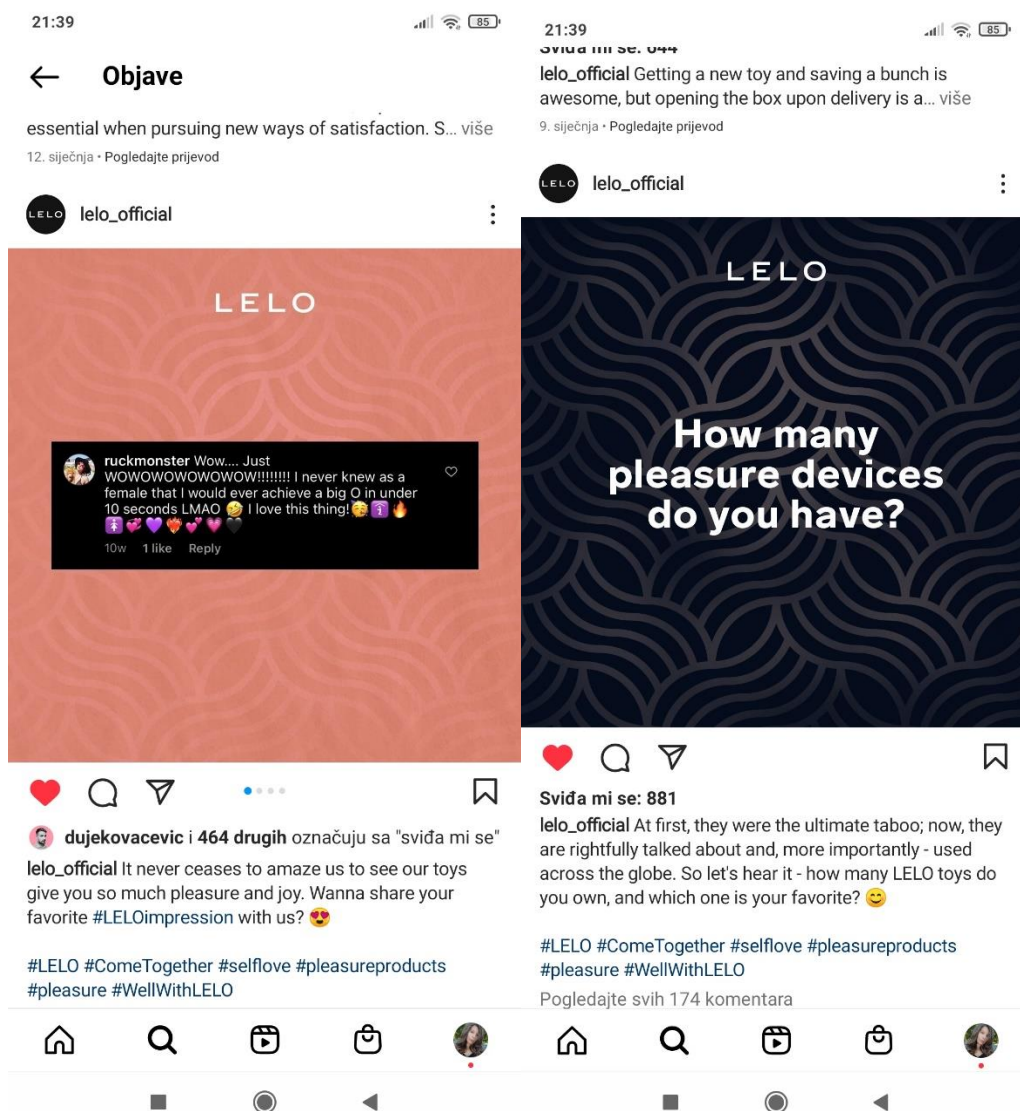 21:39
85
Objave
essential when pursuing new ways of satisfaction. S... više
12. siječnja • Pogledajte prijevod
LELO
lelo_official
LELO
ruckmonster Wow.... Just
WOWOWOWOWOWOW!!!!!!!! I never knew as a
female that I would ever achieve a big O in under
10 seconds LMAO 🤣 I love this thing!🥳🛐🔥
🚺💞💜❤️‍🔥💕💗🖤
10w 1 like Reply
dujekovacevic i 464 drugih označuju sa "sviđa mi se"
lelo_official It never ceases to amaze us to see our toys
give you so much pleasure and joy. Wanna share your
favorite #LELOimpression with us? 😍
#LELO #ComeTogether #selflove #pleasureproducts
#pleasure #WellWithLELO
21:39
85
Sviđa mi se: 644
lelo_official Getting a new toy and saving a bunch is
awesome, but opening the box upon delivery is a... više
9. siječnja • Pogledajte prijevod
LELO
lelo_official
LELO
How many
pleasure devices
do you have?
Sviđa mi se: 881
lelo_official At first, they were the ultimate taboo; now, they
are rightfully talked about and, more importantly - used
across the globe. So let's hear it - how many LELO toys do
you own, and which one is your favorite? 😊
#LELO #ComeTogether #selflove #pleasureproducts
#pleasure #WellWithLELO
Pogledajte svih 174 komentara